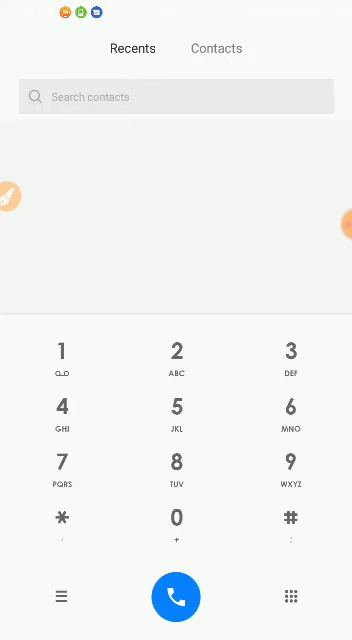 Recents Contacts
Search contacts
1 2 3
ABC DEF
4 5 6
GHI JKL MNO
7 8 9
PQRS TUV WXYZ
* 0 #
+ :